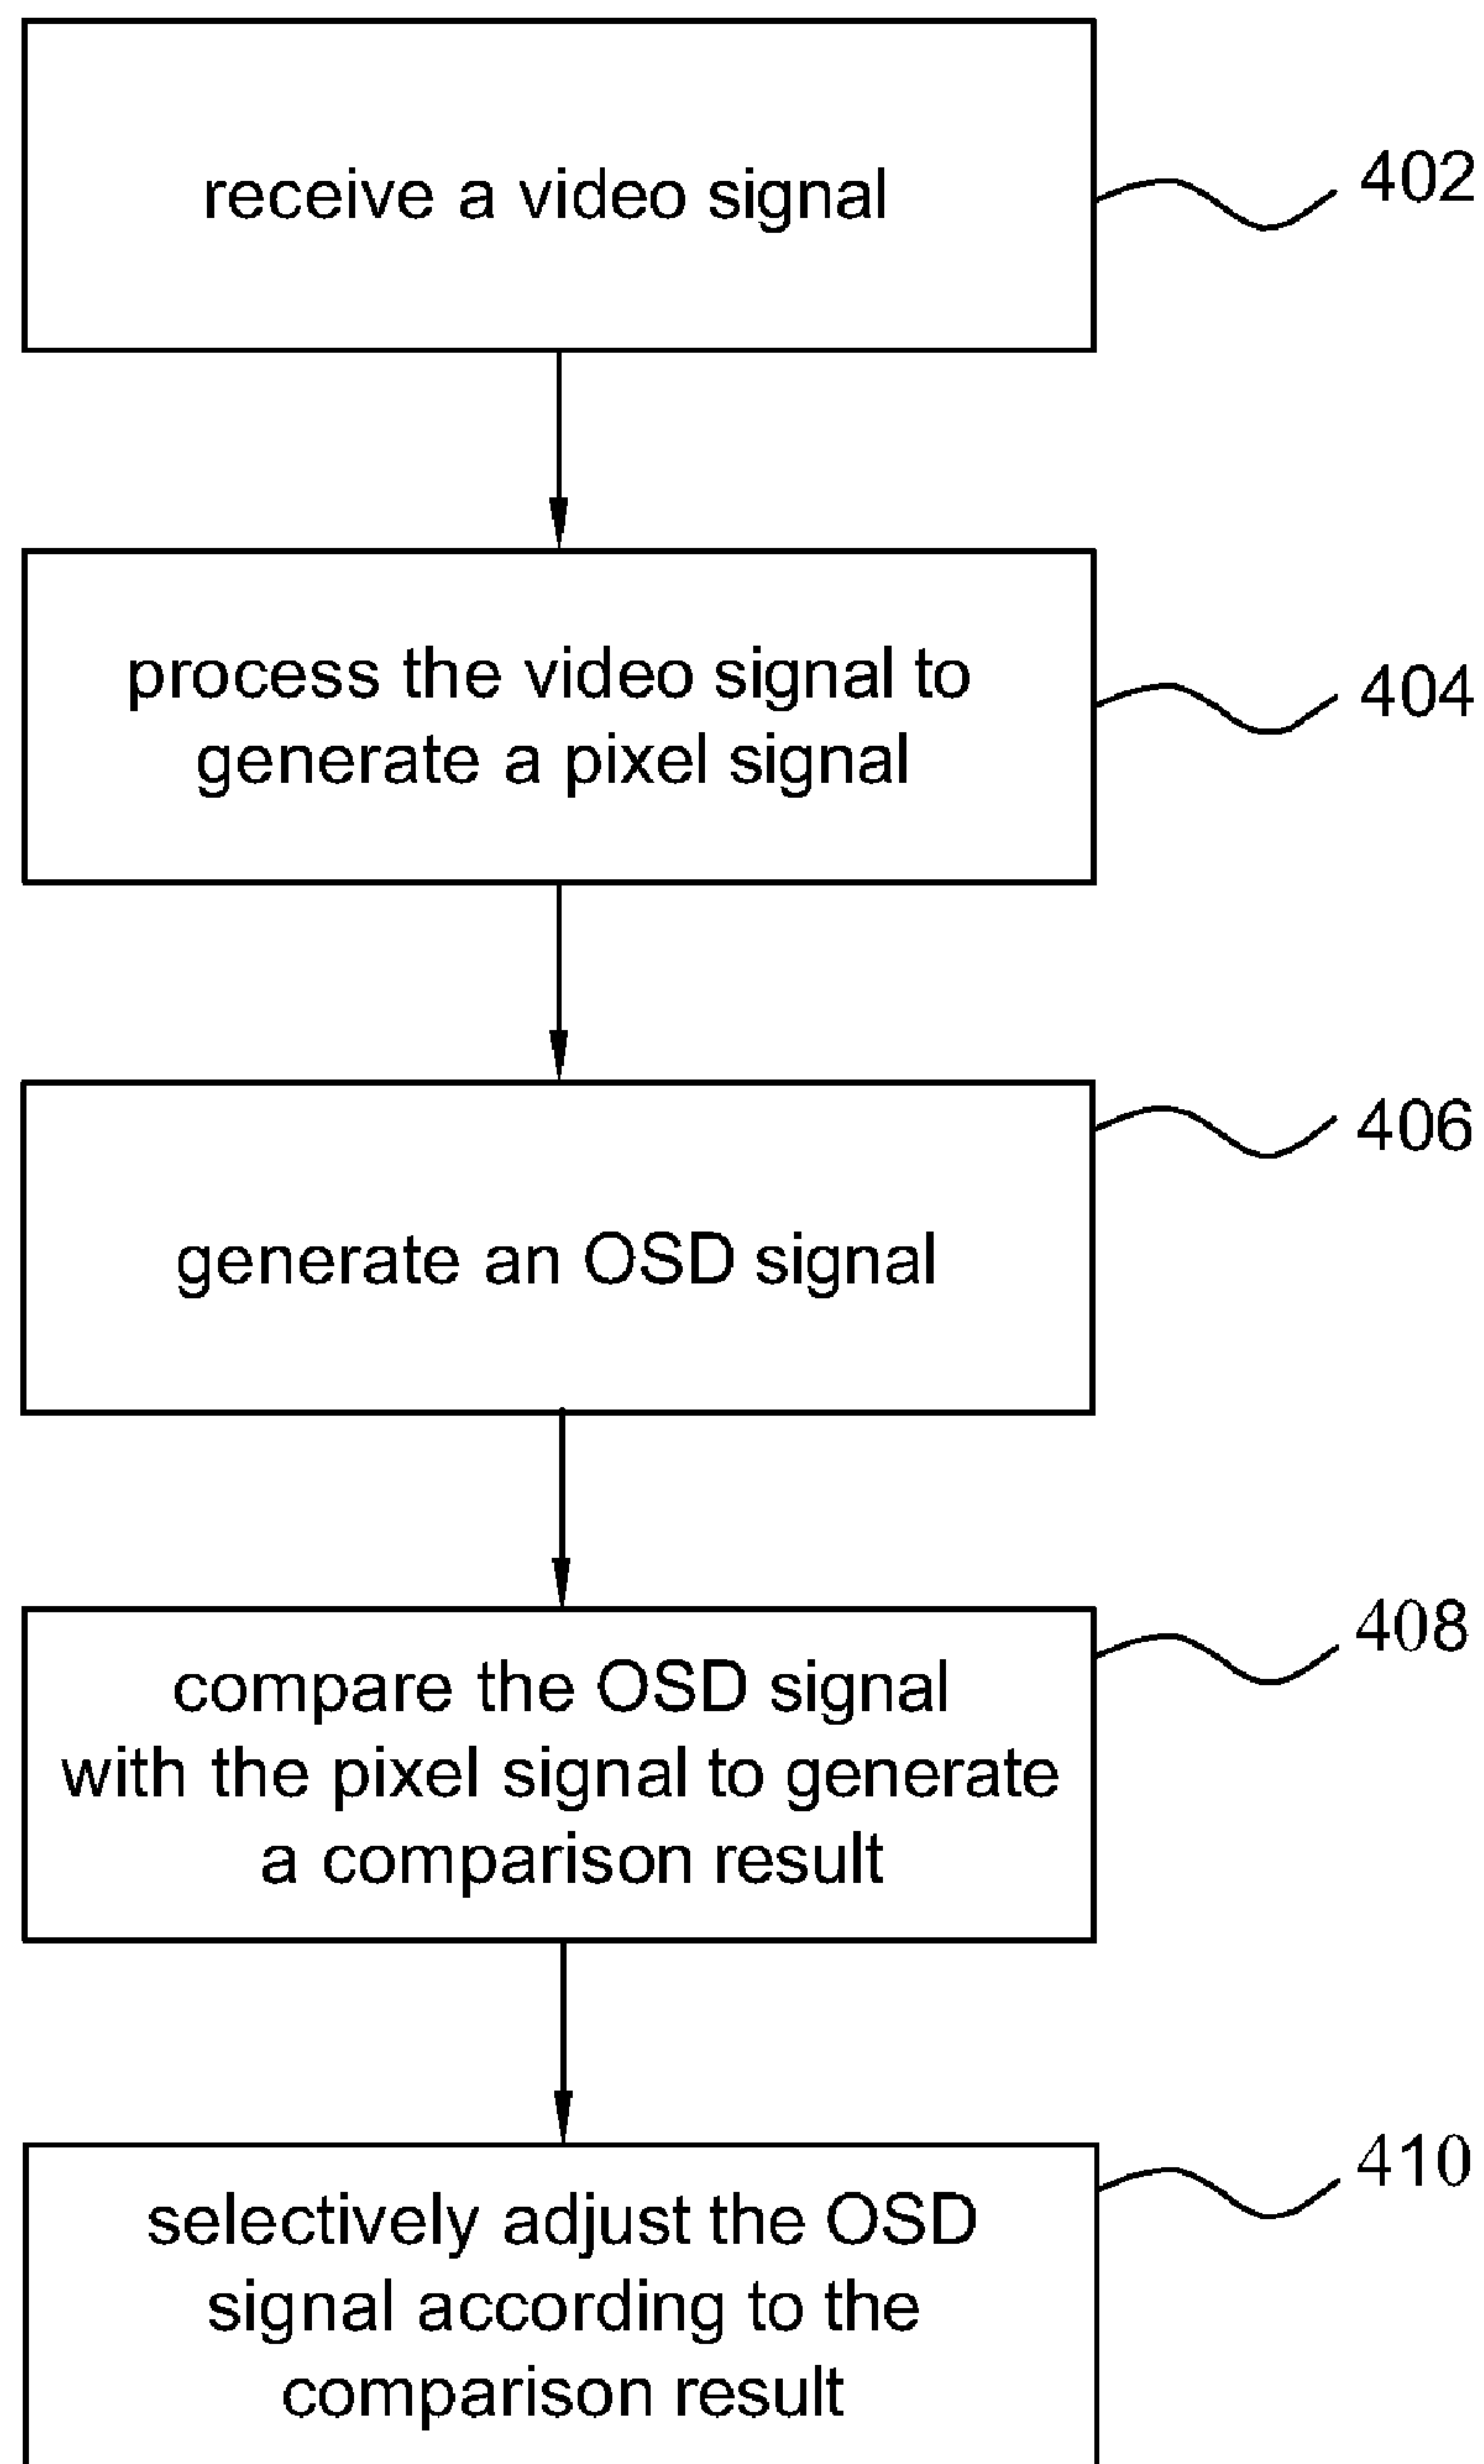 receive a video signal
402
process the video signal to
generate a pixel signal
404
406
generate an OSD signal
408
compare the OSD signal
with the pixel signal to generate
a comparison result
410
selectively adjust the OSD
signal according to the
comparison result